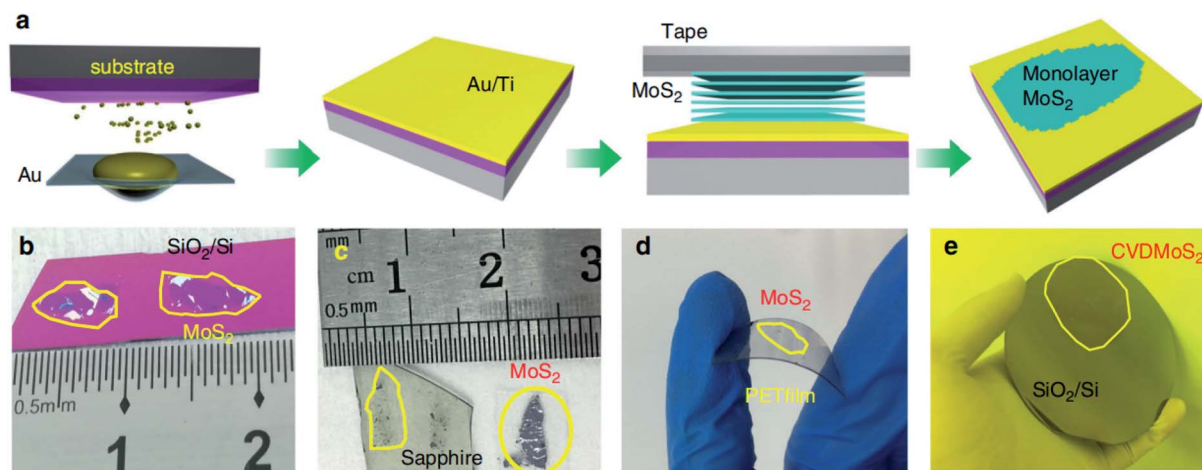 a
substrate
Au
Au/Ti
Tape
MoS₂
Monolayer
MoS₂
b
SiO₂/Si
MoS₂
0.5mm
1
2
c
mm
cm
1
2
3
0.5mm
MoS₂
Sapphire
d
MoS₂
PETfilm
e
CVDMoS₂
SiO₂/Si